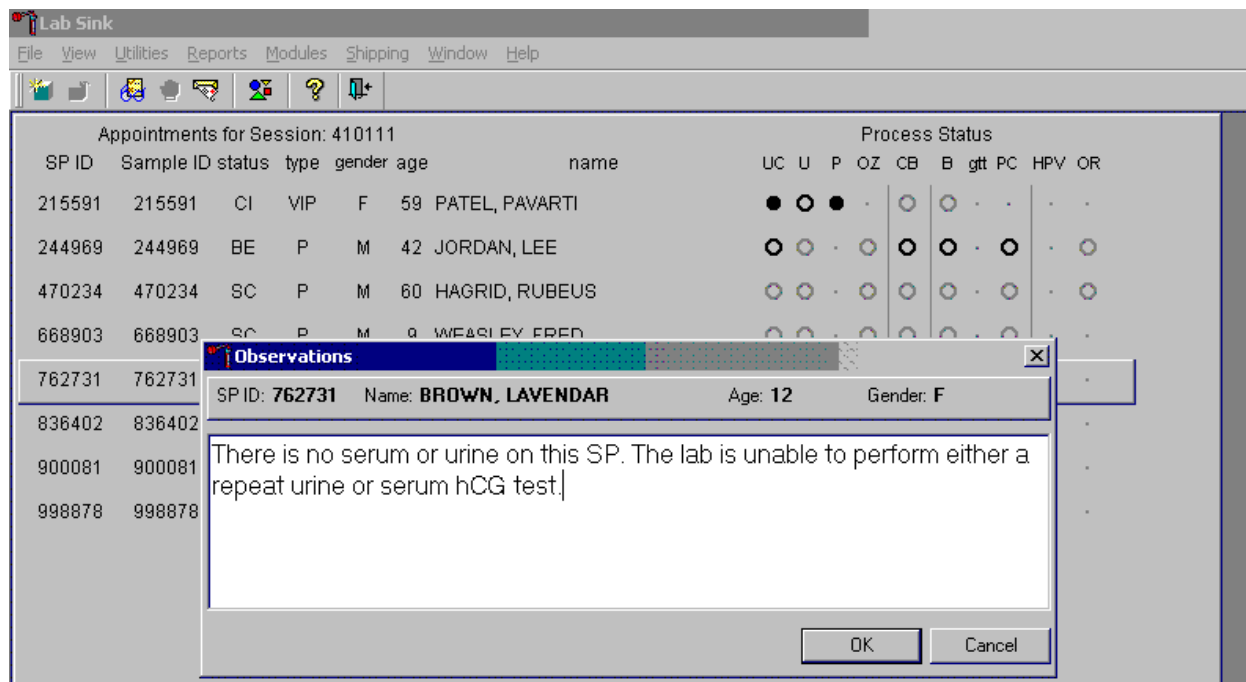 Lab Sink
File View Utilities Reports Modules Shipping Window Help
Appointments for Session: 410111 Process Status
SP ID Sample ID status type gender age name UC U P OZ CB B gtt PC HPV OR
215591 215591 CI VIP F 59 PATEL, PAVARTI
244969 244969 BE P M 42 JORDAN, LEE
470234 470234 SC P M 60 HAGRID, RUBEUS
668903 668903 SC P M 9 WEASLEY, FRED
762731 762731
836402 836402
900081 900081
998878 998878
Observations
SP ID: 762731 Name: BROWN, LAVENDAR Age: 12 Gender: F
There is no serum or urine on this SP. The lab is unable to perform either a
repeat urine or serum hCG test.
OK Cancel